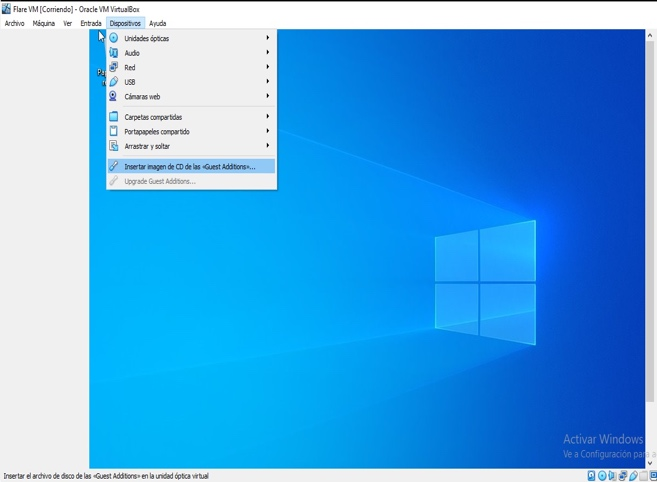 Flare VM [Corriendo] - Oracle VM VirtualBox
Archivo Máquina Ver Entrada Dispositivos Ayuda
Unidades ópticas
Audio
Red
USB
Cámaras web
Carpetas compartidas
Portapapeles compartido
Arrastrar y soltar
Insertar imagen de CD de las «Guest Additions»...
Upgrade Guest Additions...
Activar Windows
Ve a Configuración para a
Insertar el archivo de disco de las «Guest Additions» en la unidad óptica virtual